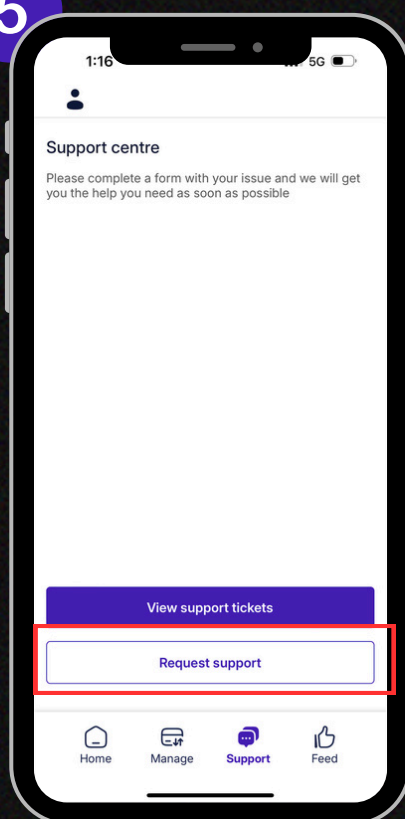 5
1:16
5G
Support centre
Please complete a form with your issue and we will get
you the help you need as soon as possible
View support tickets
Request support
Home
Manage
Support
Feed